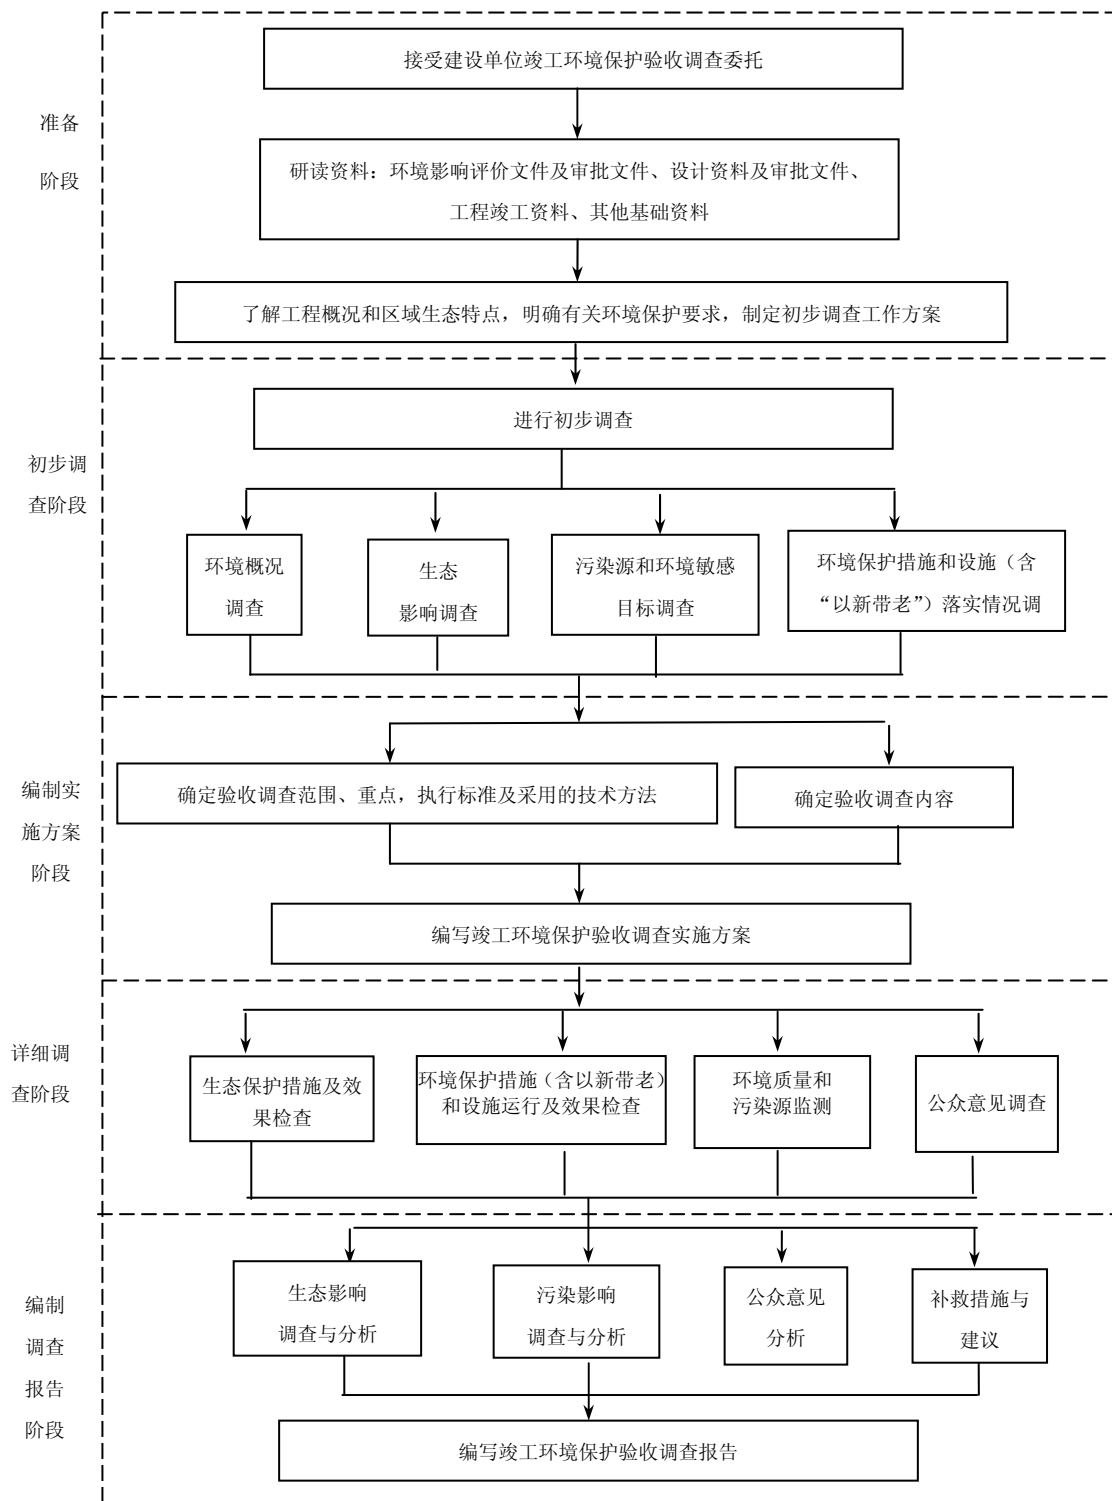 接受建设单位竣工环境保护验收调查委托
准备
阶段
研读资料：环境影响评价文件及审批文件、设计资料及审批文件、
工程竣工资料、其他基础资料
了解工程概况和区域生态特点，明确有关环境保护要求，制定初步调查工作方案
进行初步调查
初步调
查阶段
环境概况
调查
生态
影响调查
污染源和环境敏感
目标调查
环境保护措施和设施（含
“以新带老”）落实情况调
编制实
施方案
阶段
确定验收调查范围、重点，执行标准及采用的技术方法
确定验收调查内容
编写竣工环境保护验收调查实施方案
详细调
查阶段
生态保护措施及效
果检查
环境保护措施（含以新带老）
和设施运行及效果检查
环境质量和
污染源监测
公众意见调查
编制
调查
报告
阶段
生态影响
调查与分析
污染影响
调查与分析
公众意见
分析
补救措施与
建议
编写竣工环境保护验收调查报告